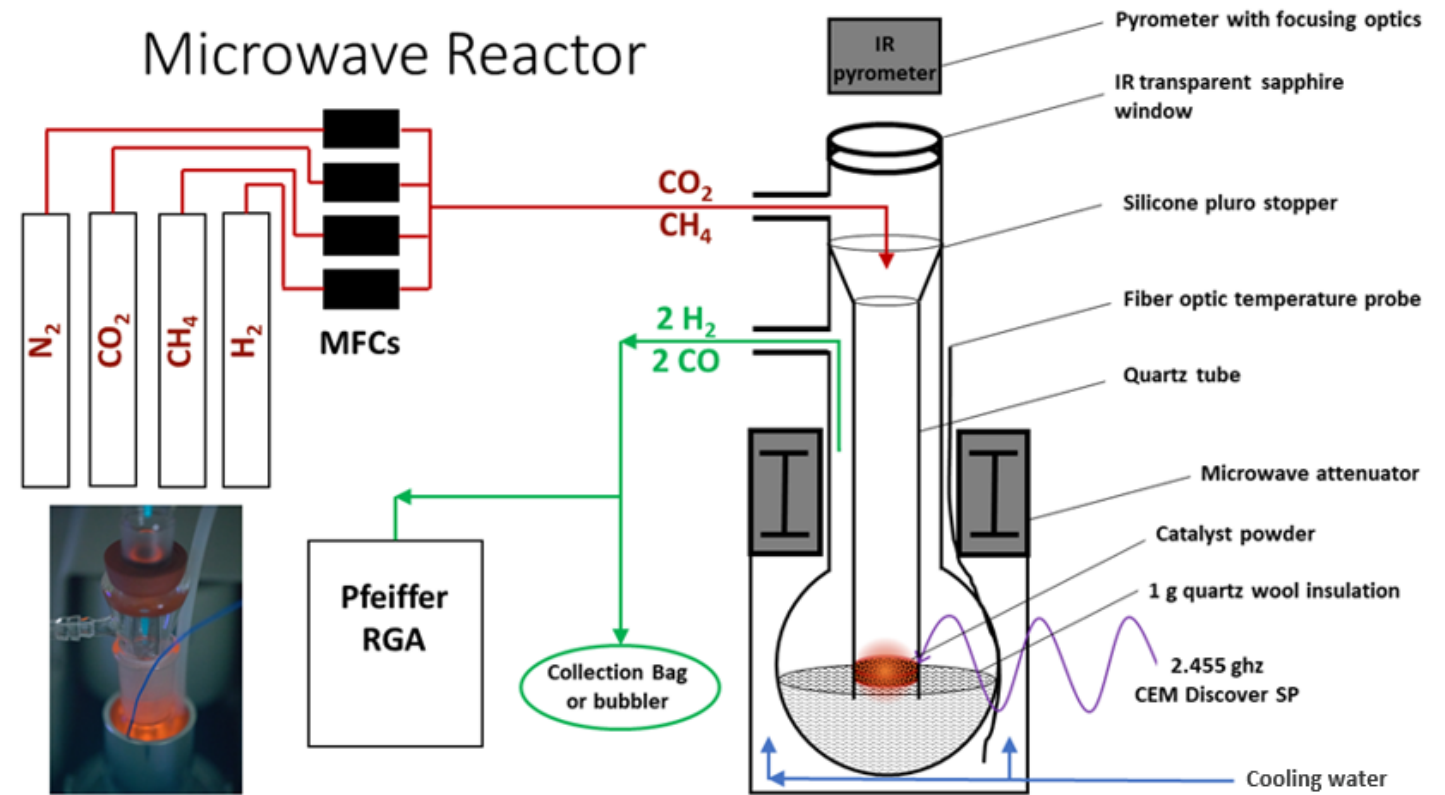 Microwave Reactor
IR
pyrometer
Pyrometer with focusing optics
IR transparent sapphire
window
CO₂
CH₄
Silicone pluro stopper
N₂
CO₂
CH₄
H₂
MFCs
2 H₂
2 CO
Fiber optic temperature probe
Quartz tube
Microwave attenuator
Catalyst powder
1 g quartz wool insulation
Pfeiffer
RGA
Collection Bag
or bubbler
2.455 ghz
CEM Discover SP
Cooling water